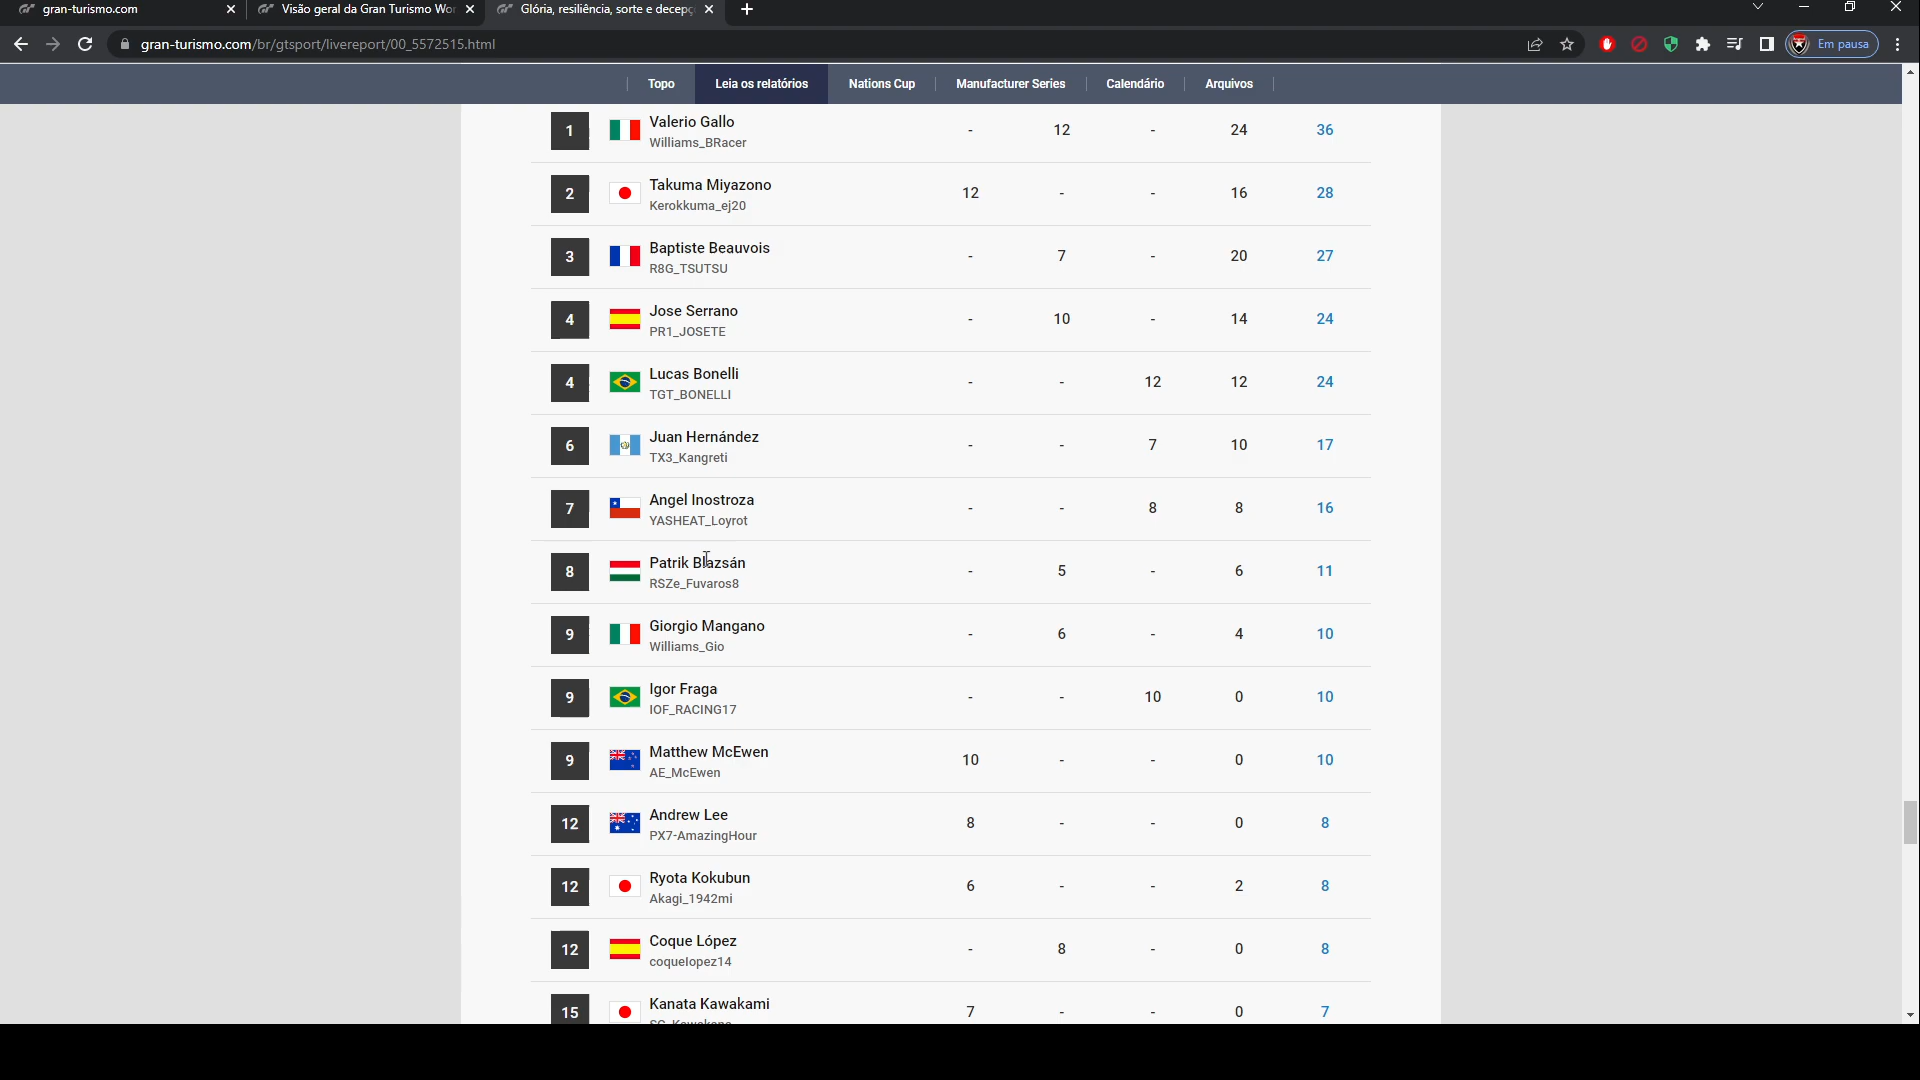 gran-turismo.com
Visão geral da Gran Turismo Wor
Glória, resiliência, sorte e decepç
gran-turismo.com/br/gtsport/livereport/00_5572515.html
Em pausa
Topo
Leia os relatórios
Nations Cup
Manufacturer Series
Calendário
Arquivos
1 Valerio Gallo - 12 - 24 36
Williams_BRacer
2 Takuma Miyazono 12 - - 16 28
Kerokkuma_ej20
3 Baptiste Beauvois - 7 - 20 27
R8G_TSUTSU
4 Jose Serrano - 10 - 14 24
PR1_JOSETE
4 Lucas Bonelli - - 12 12 24
TGT_BONELLI
6 Juan Hernández - - 7 10 17
TX3_Kangreti
7 Angel Inostroza - - 8 8 16
YASHEAT_Loyrot
8 Patrik Blazsán - 5 - 6 11
RSZe_Fuvaros8
9 Giorgio Mangano - 6 - 4 10
Williams_Gio
9 Igor Fraga - - 10 0 10
IOF_RACING17
9 Matthew McEwen 10 - - 0 10
AE_McEwen
12 Andrew Lee 8 - - 0 8
PX7-AmazingHour
12 Ryota Kokubun 6 - - 2 8
Akagi_1942mi
12 Coque López - 8 - 0 8
coquelopez14
15 Kanata Kawakami 7 - - 0 7